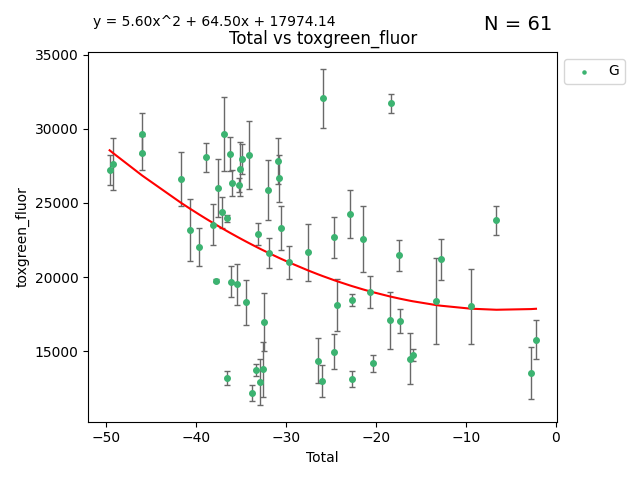 y = 5.60x^2 + 64.50x + 17974.14
N = 61
Total vs toxgreen_fluor
G
toxgreen_fluor
35000
30000
25000
20000
15000
−50 −40 −30 −20 −10 0
Total